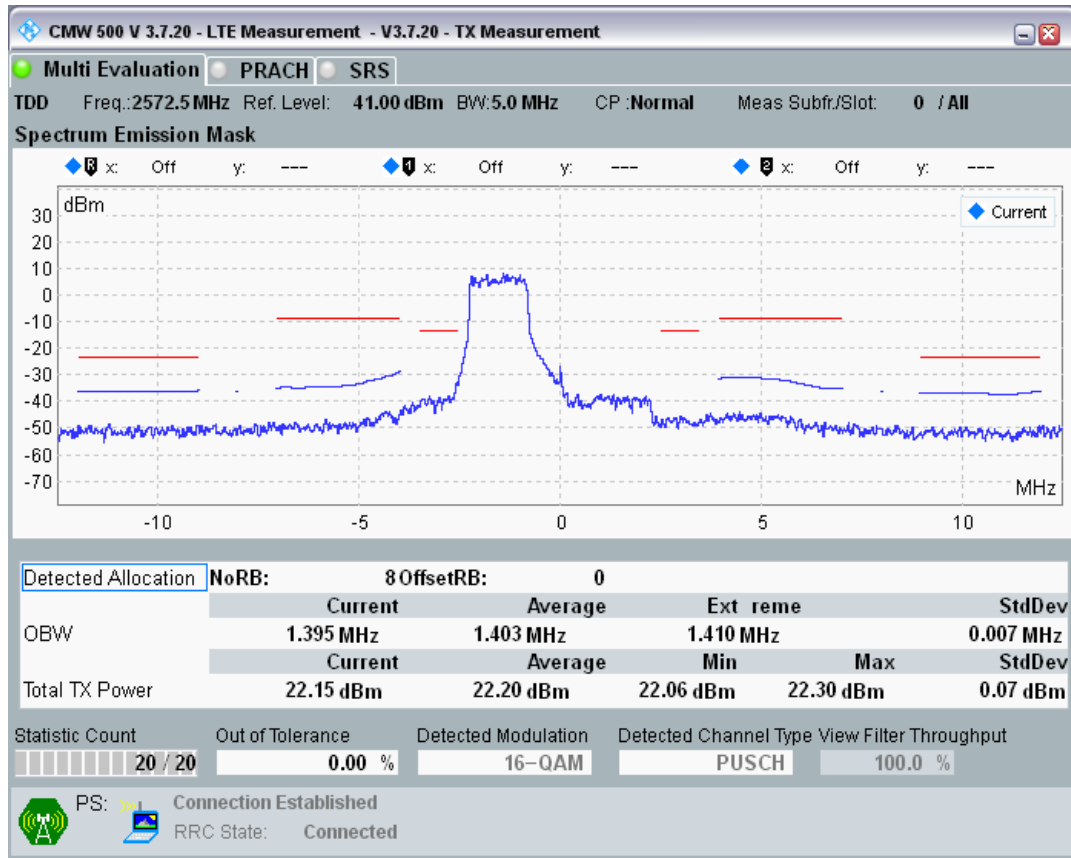 CMW 500 V 3.7.20 - LTE Measurement - V3.7.20 - TX Measurement
Multi Evaluation PRACH SRS
TDD Freq.:2572.5 MHz Ref. Level: 41.00 dBm BW:5.0 MHz CP :Normal Meas Subfr./Slot: 0 / All
Spectrum Emission Mask
R x: Off y: --- 1 x: Off y: --- 2 x: Off y: ---
dBm
Current
30
20
10
0
-10
-20
-30
-40
-50
-60
-70
MHz
-10 -5 0 5 10
Detected Allocation NoRB: 8 OffsetRB: 0
Current Average Ext reme StdDev
OBW 1.395 MHz 1.403 MHz 1.410 MHz 0.007 MHz
Current Average Min Max StdDev
Total TX Power 22.15 dBm 22.20 dBm 22.06 dBm 22.30 dBm 0.07 dBm
Statistic Count Out of Tolerance Detected Modulation Detected Channel Type View Filter Throughput
20 / 20 0.00 % 16-QAM PUSCH 100.0 %
PS: Connection Established
RRC State: Connected